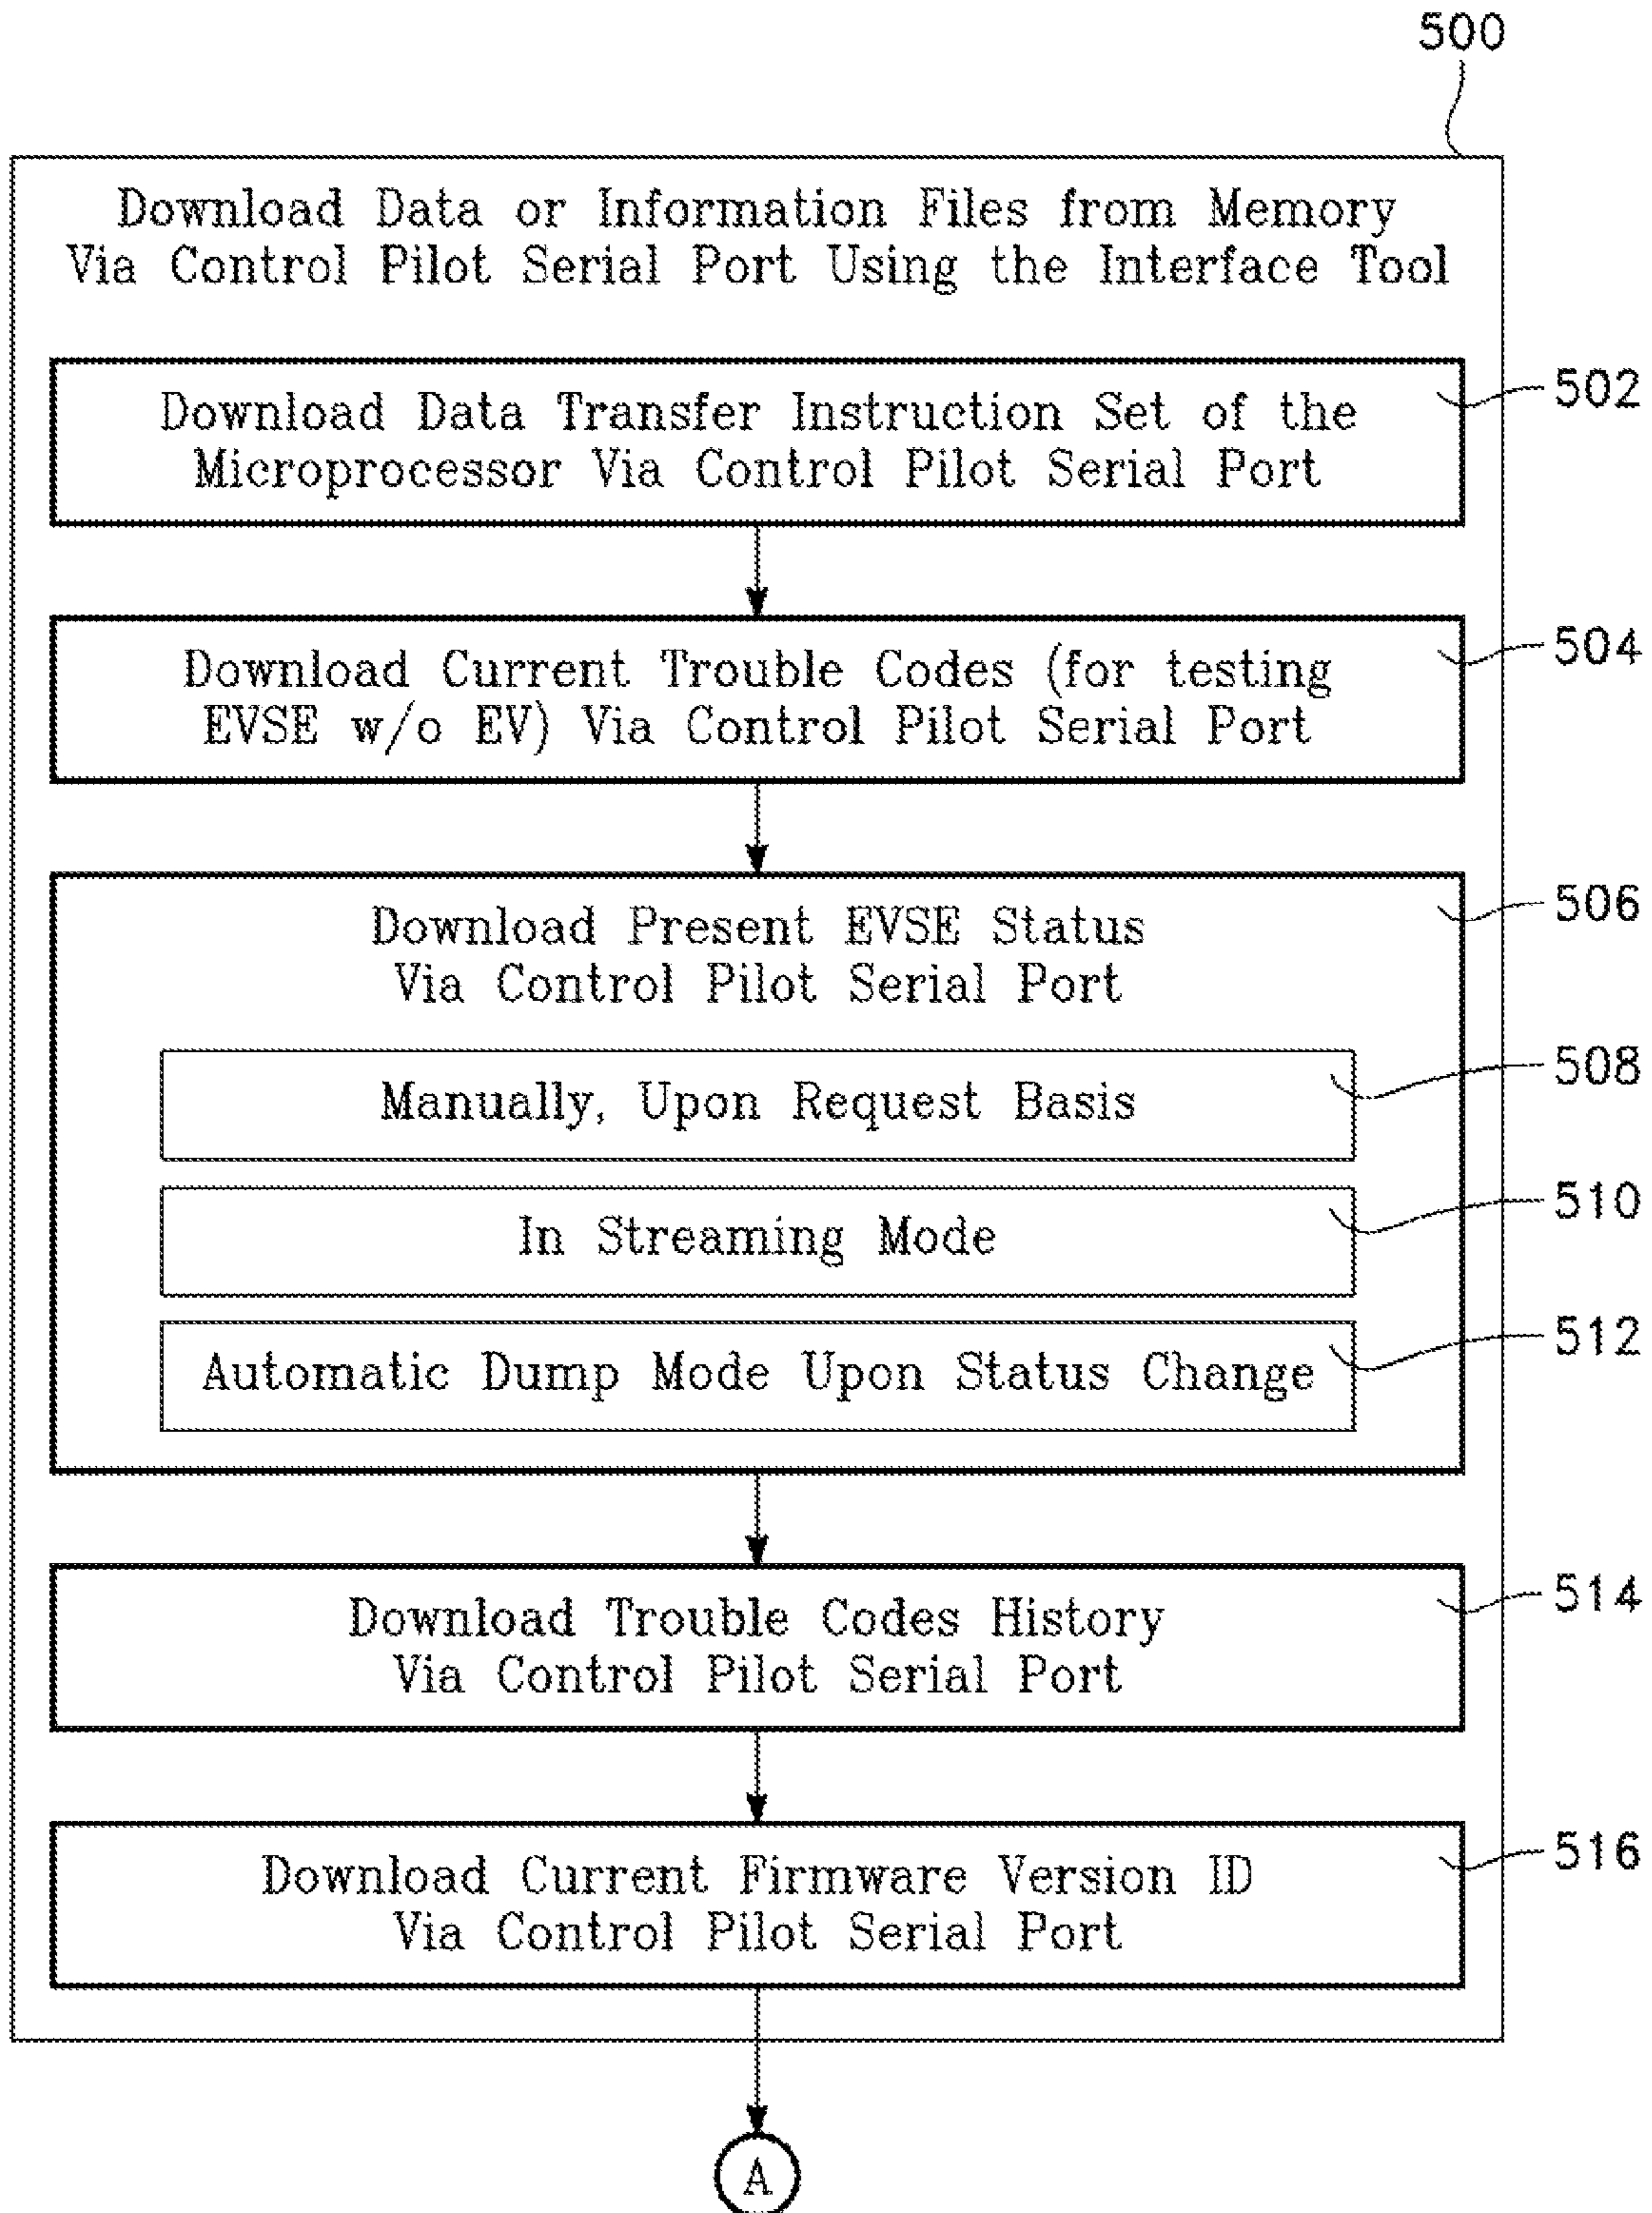 500
Download Data or Information Files from Memory
Via Control Pilot Serial Port Using the Interface Tool
502
Download Data Transfer Instruction Set of the
Microprocessor Via Control Pilot Serial Port
504
Download Current Trouble Codes (for testing
EVSE w/o EV) Via Control Pilot Serial Port
506
Download Present EVSE Status
Via Control Pilot Serial Port
508
Manually, Upon Request Basis
510
In Streaming Mode
512
Automatic Dump Mode Upon Status Change
514
Download Trouble Codes History
Via Control Pilot Serial Port
516
Download Current Firmware Version ID
Via Control Pilot Serial Port
A